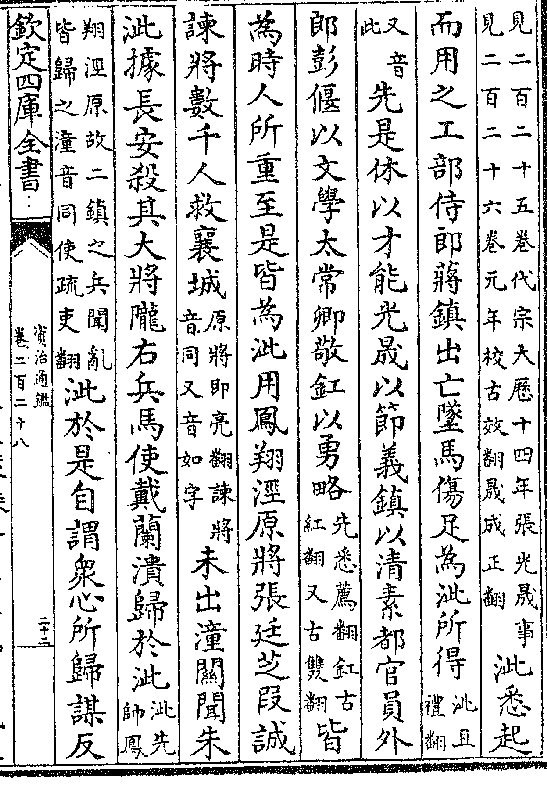 見二百二十五卷代宗大厯十四年張光晟事
見二百二十六卷元年校古效翻晟成正翻
泚悉起
而用之工部侍郎蔣鎮出亡墜馬傷足為泚所得
泚且
禮翻
又音
此
先是休以才能光晟以節義鎮以清素都官員外
郎彭偃以文學太常卿敬釭以勇略
先悉薦翻釭古
紅翻又古雙翻
皆
為時人所重至是皆為泚用鳳翔涇原將張廷芝段誠
諫將數千人救襄城
原將即亮翻諫將
音同又音如字
未出潼關聞朱
泚據長安殺其大將隴右兵馬使戴蘭潰歸於泚
泚先
帥鳳
翔涇原故二鎮之兵聞亂
皆歸之潼音同使疏吏翻
泚於是自謂衆心所歸謀反
欽定四庫全書
資治通鑑
卷二百二十八
二十二